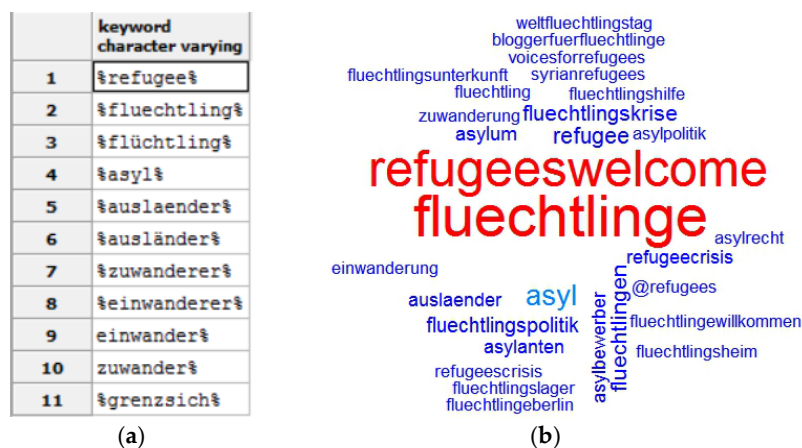 keyword
character varying
1 %refugee%
2 %fluechtling%
3 %flüchtling%
4 %asyl%
5 %auslaender%
6 %ausländer%
7 %zuwanderer%
8 %einwanderer%
9 einwander%
10 zuwander%
11 %grenzsich%
(a)
weltfluechtlingstag
bloggerfuerfluechtlinge
voicesforrefugees
fluechtlingsunterkunft syrianrefugees
fluechtling fluechtlingshilfe
zuwanderung fluechtlingskrise
asylum refugee asylpolitik
refugeeswelcome
fluechtlinge
asylrecht
refugeecrisis
einwanderung
@refugees
auslaender asyl
asylbewerber
fluechtlingen
fluechtlingspolitik
fluechtlingewillkommen
asylanten
fluechtlingsheim
refugeescrisis
fluechtlingslager
fluechtlingeberlin
(b)